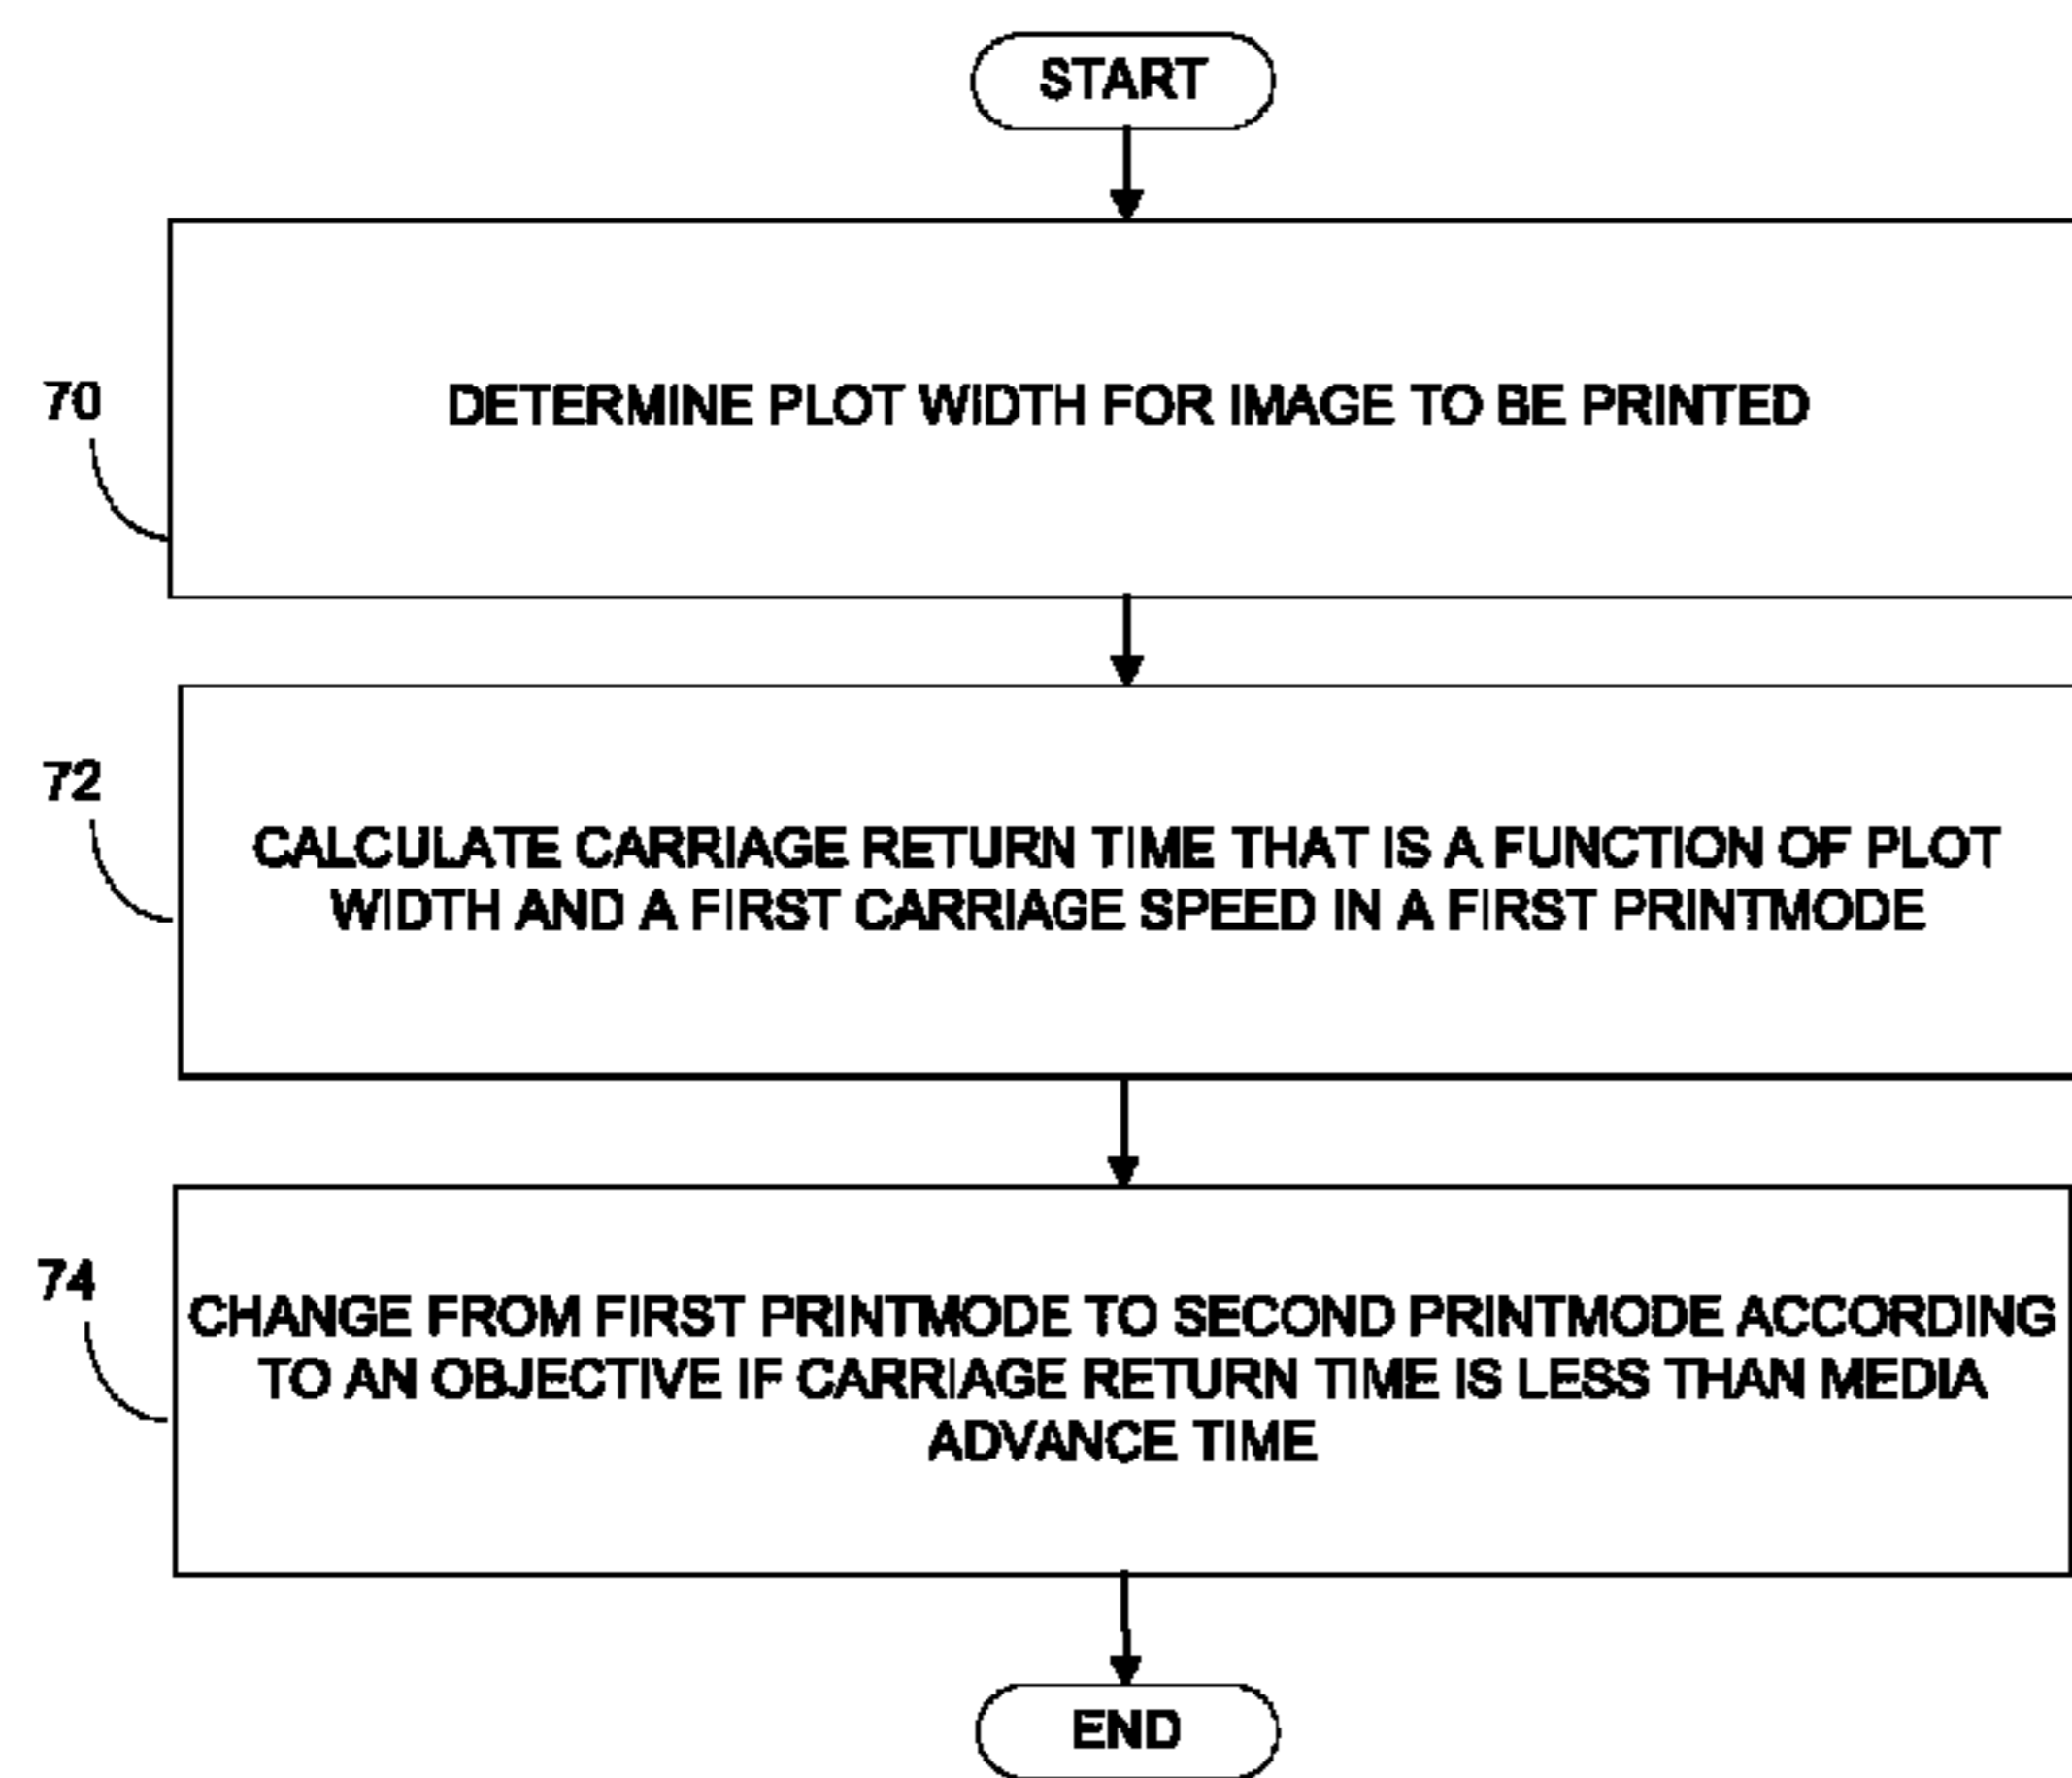 START
70
DETERMINE PLOT WIDTH FOR IMAGE TO BE PRINTED
72
CALCULATE CARRIAGE RETURN TIME THAT IS A FUNCTION OF PLOT
WIDTH AND A FIRST CARRIAGE SPEED IN A FIRST PRINTMODE
74
CHANGE FROM FIRST PRINTMODE TO SECOND PRINTMODE ACCORDING
TO AN OBJECTIVE IF CARRIAGE RETURN TIME IS LESS THAN MEDIA
ADVANCE TIME
END